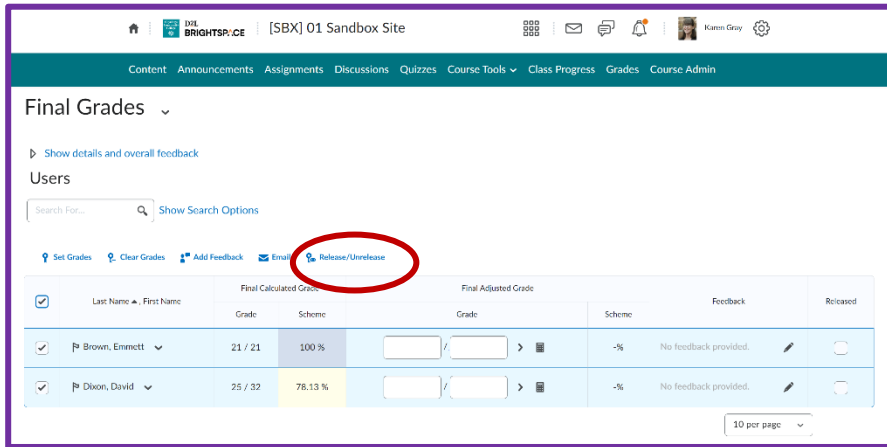 D2L
BRIGHTSPACE
[SBX] 01 Sandbox Site
Karen Gray
Content Announcements Assignments Discussions Quizzes Course Tools Class Progress Grades Course Admin
Final Grades
Show details and overall feedback
Users
Search For...
Show Search Options
Set Grades Clear Grades Add Feedback Email Release/Unrelease
Final Calculated Grade Final Adjusted Grade
Last Name ▲, First Name Feedback Released
Grade Scheme Grade Scheme
Brown, Emmett 21 / 21 100 % / -% No feedback provided.
Dixon, David 25 / 32 78.13 % / -% No feedback provided.
10 per page